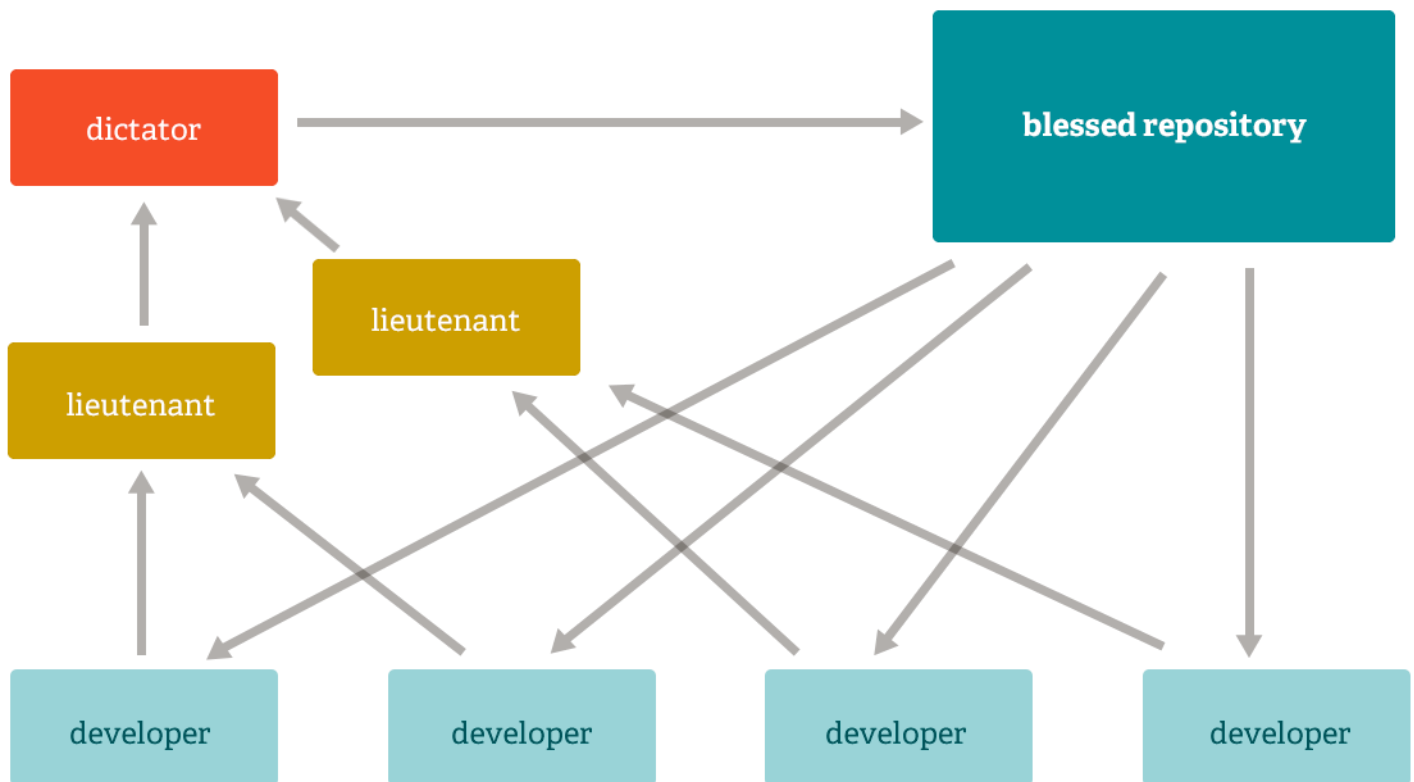 dictator
blessed repository
lieutenant
lieutenant
developer
developer
developer
developer